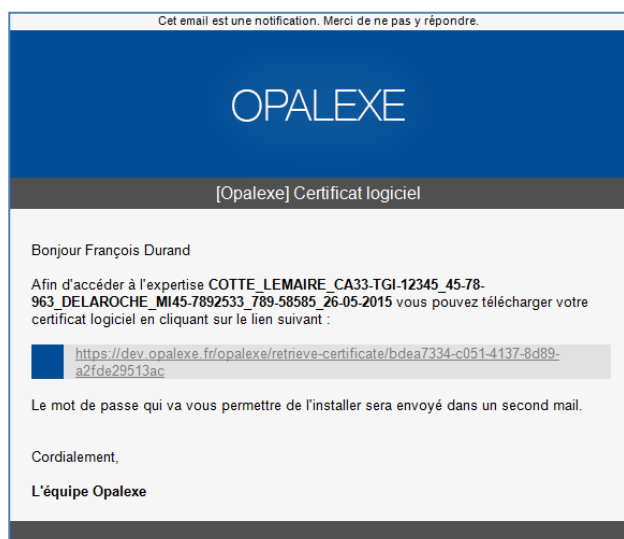 Cet email est une notification. Merci de ne pas y répondre.
OPALEXE
[Opalexe] Certificat logiciel
Bonjour François Durand
Afin d'accéder à l'expertise COTTE_LEMAIRE_CA33-TGI-12345_45-78-
963_DELAROCHE_MI45-7892533_789-58585_26-05-2015 vous pouvez télécharger votre
certificat logiciel en cliquant sur le lien suivant :
https://dev.opalexe.fr/opalexe/retrieve-certificate/bdea7334-c051-4137-8d89-
a2fde29513ac
Le mot de passe qui va vous permettre de l'installer sera envoyé dans un second mail.
Cordialement,
L'équipe Opalexe